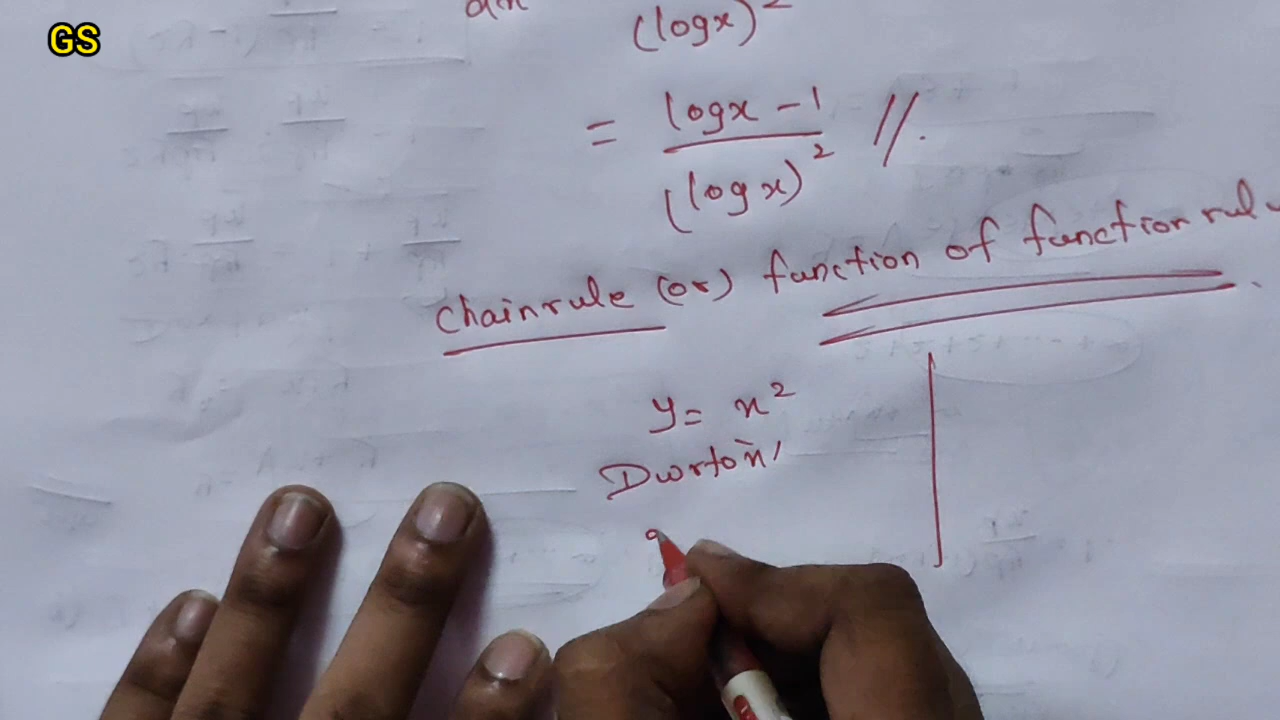 GS
(logx)²
= logx - 1 / (logx)² //.
Chainrule (or) function of function rule
y = x²
Dwrto 'x'